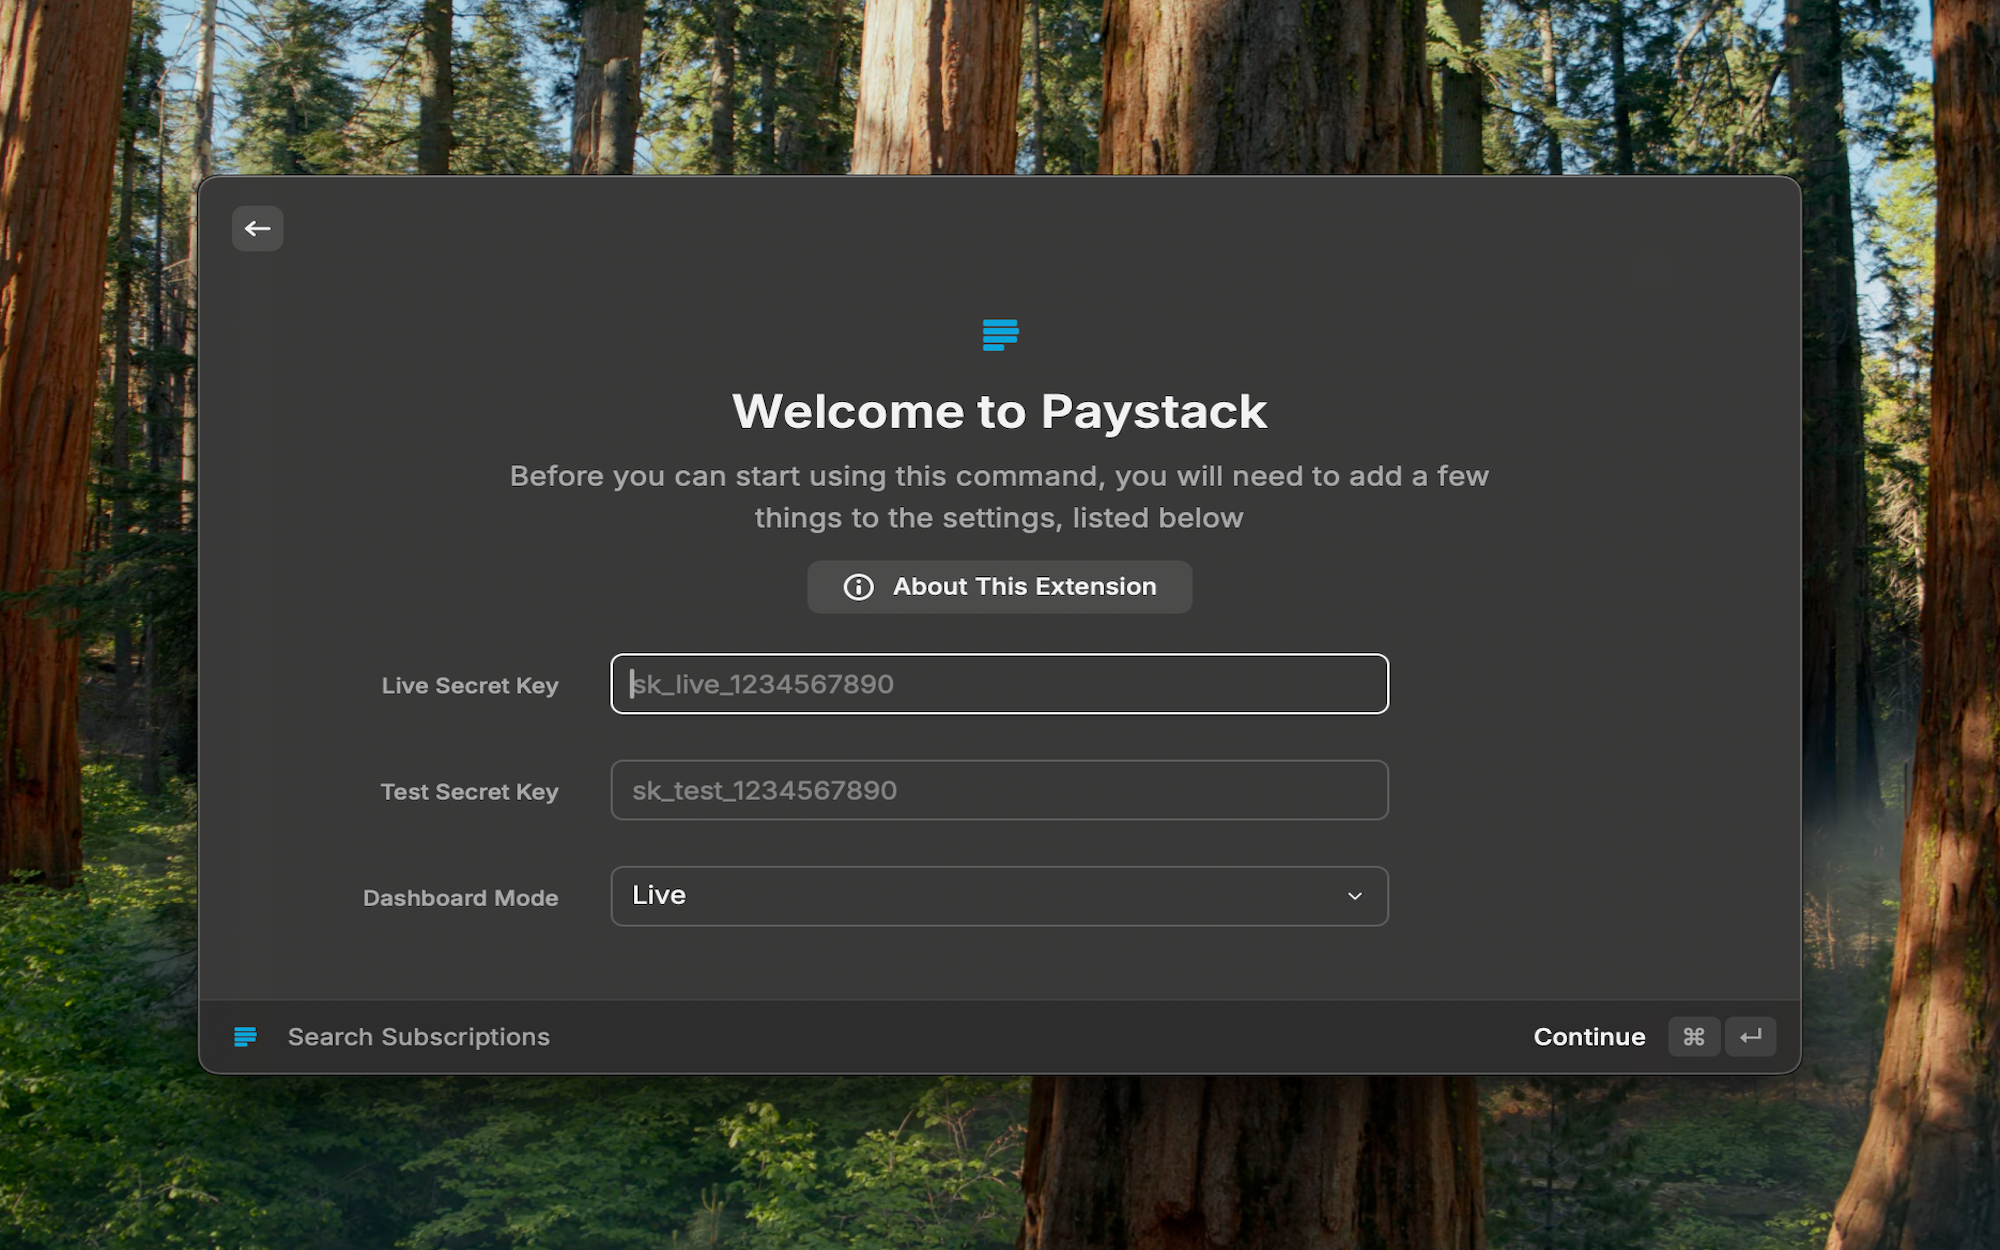 Welcome to Paystack
Before you can start using this command, you will need to add a few
things to the settings, listed below
About This Extension
Live Secret Key
sk_live_1234567890
Test Secret Key
sk_test_1234567890
Dashboard Mode
Live
Search Subscriptions
Continue ⌘ ↵